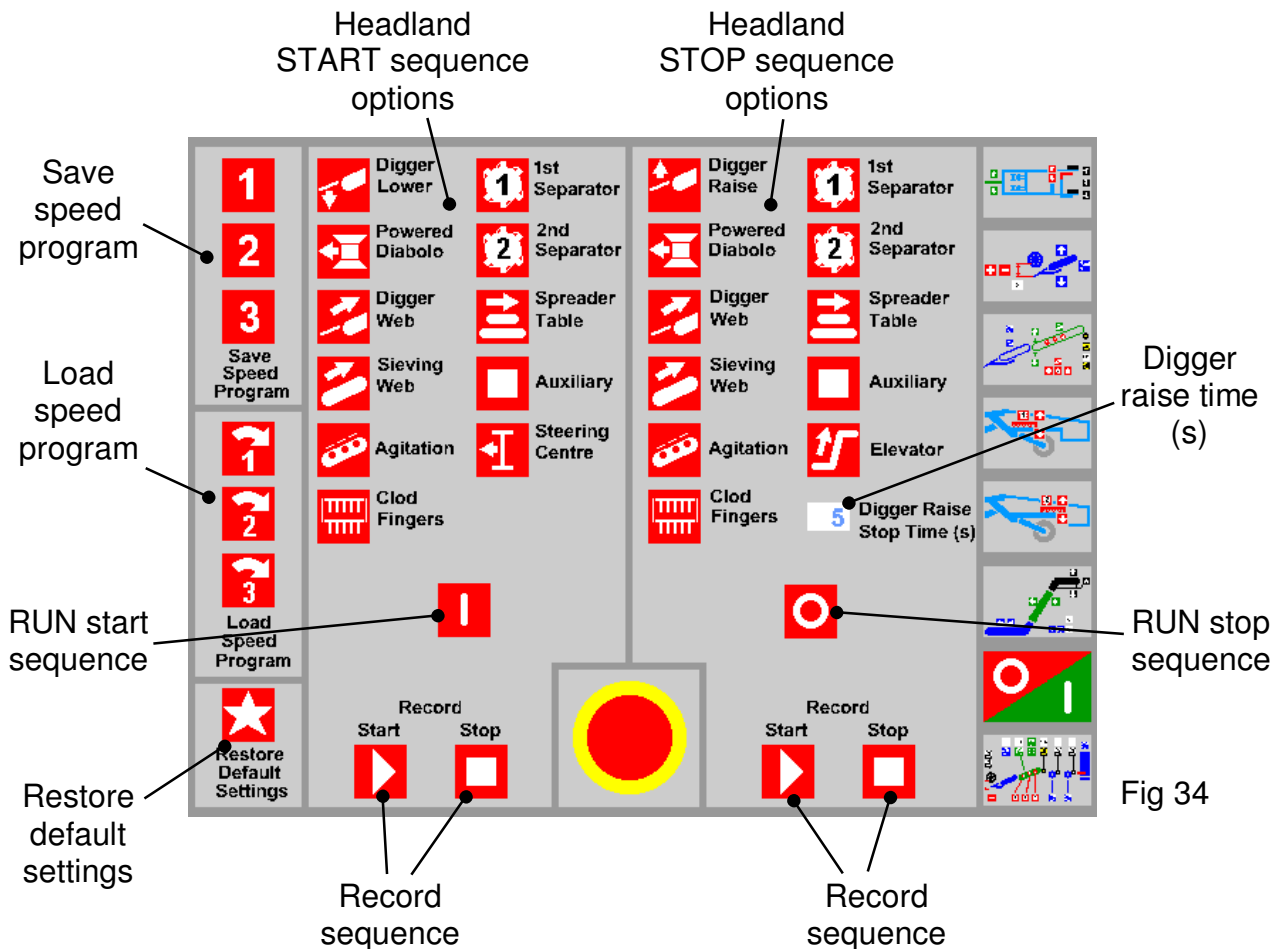 Headland
START sequence
options
Headland
STOP sequence
options
Save
speed
program
Load
speed
program
RUN start
sequence
Restore
default
settings
1
2
3
Save
Speed
Program
1
2
3
Load
Speed
Program
Restore
Default
Settings
Digger
Lower
Powered
Diabolo
Digger
Web
Sieving
Web
Agitation
Clod
Fingers
1
1st
Separator
2
2nd
Separator
Spreader
Table
Auxiliary
Steering
Centre
Record
Start
Stop
Digger
Raise
Powered
Diabolo
Digger
Web
Sieving
Web
Agitation
Clod
Fingers
1
1st
Separator
2
2nd
Separator
Spreader
Table
Auxiliary
Elevator
5
Digger Raise
Stop Time (s)
Record
Start
Stop
Digger
raise time
(s)
RUN stop
sequence
Fig 34
Record
sequence
Record
sequence